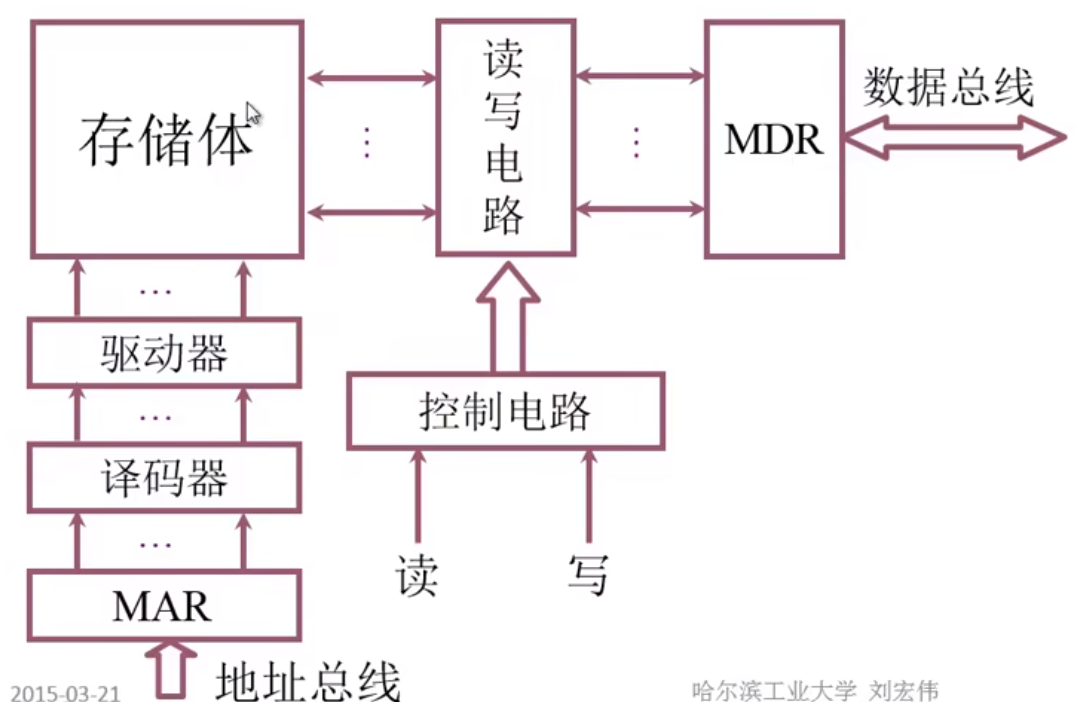 存储体
读
写
电
路
MDR
数据总线
驱动器
...
控制电路
译码器
...
读
写
MAR
地址总线
2015-03-21
哈尔滨工业大学 刘宏伟